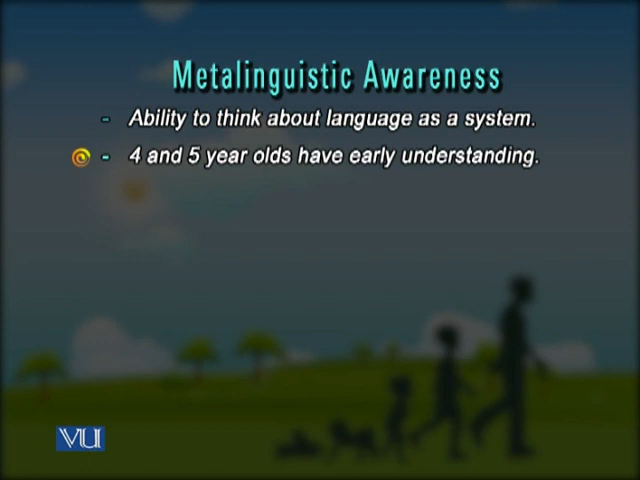 Metalinguistic Awareness
- Ability to think about language as a system.
- 4 and 5 year olds have early understanding.
VU